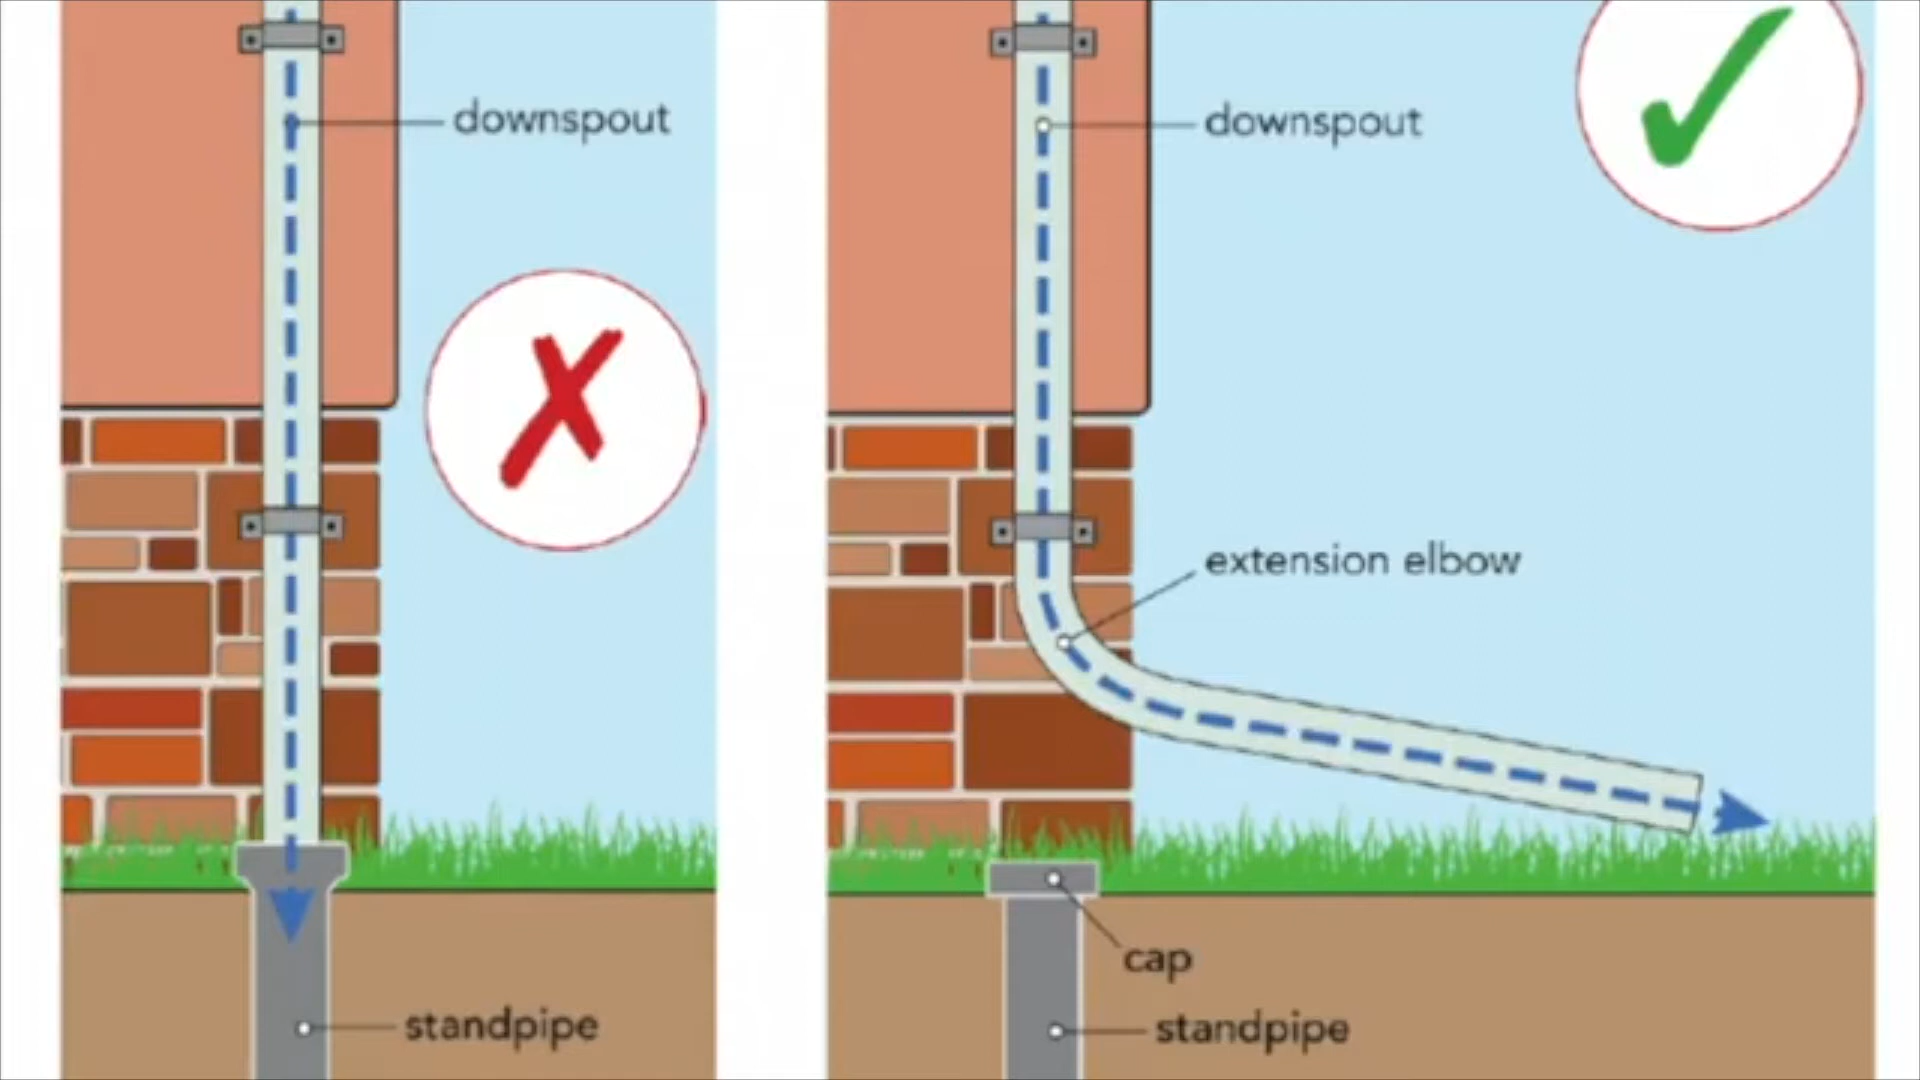 downspout
standpipe
downspout
extension elbow
cap
standpipe